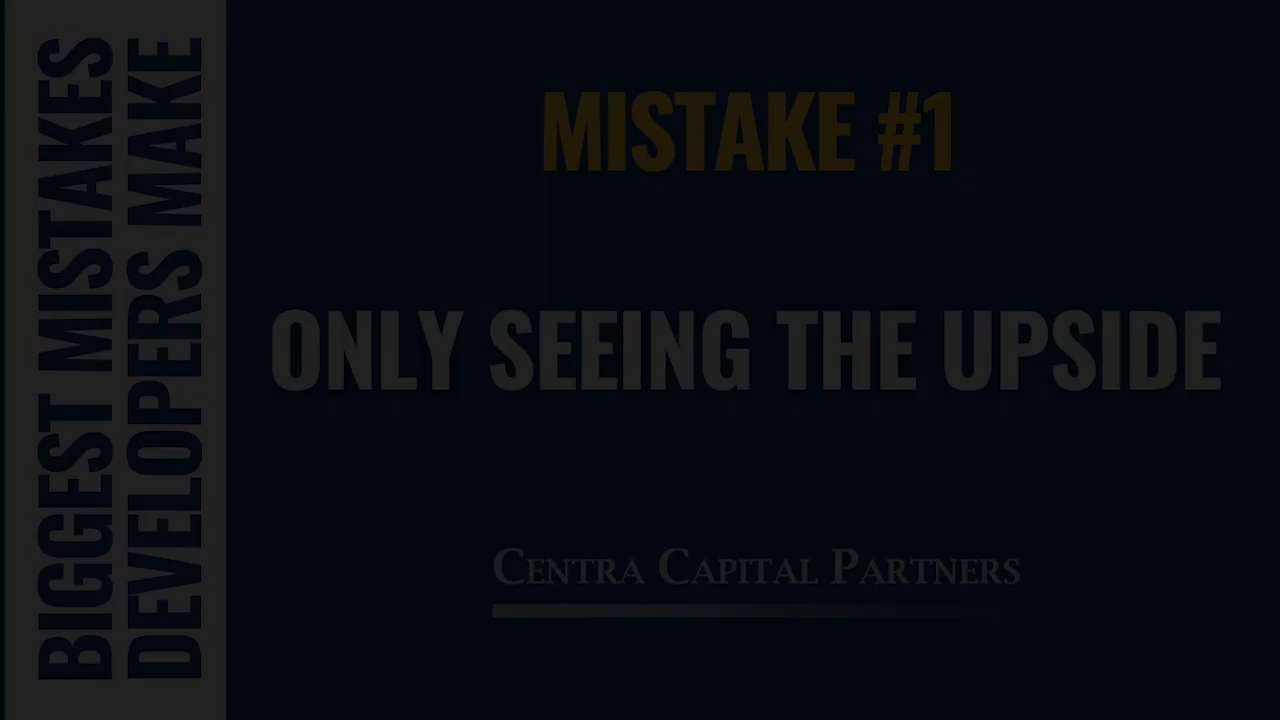 BIGGEST MISTAKES
DEVELOPERS MAKE
MISTAKE #1
ONLY SEEING THE UPSIDE
CENTRA CAPITAL PARTNERS